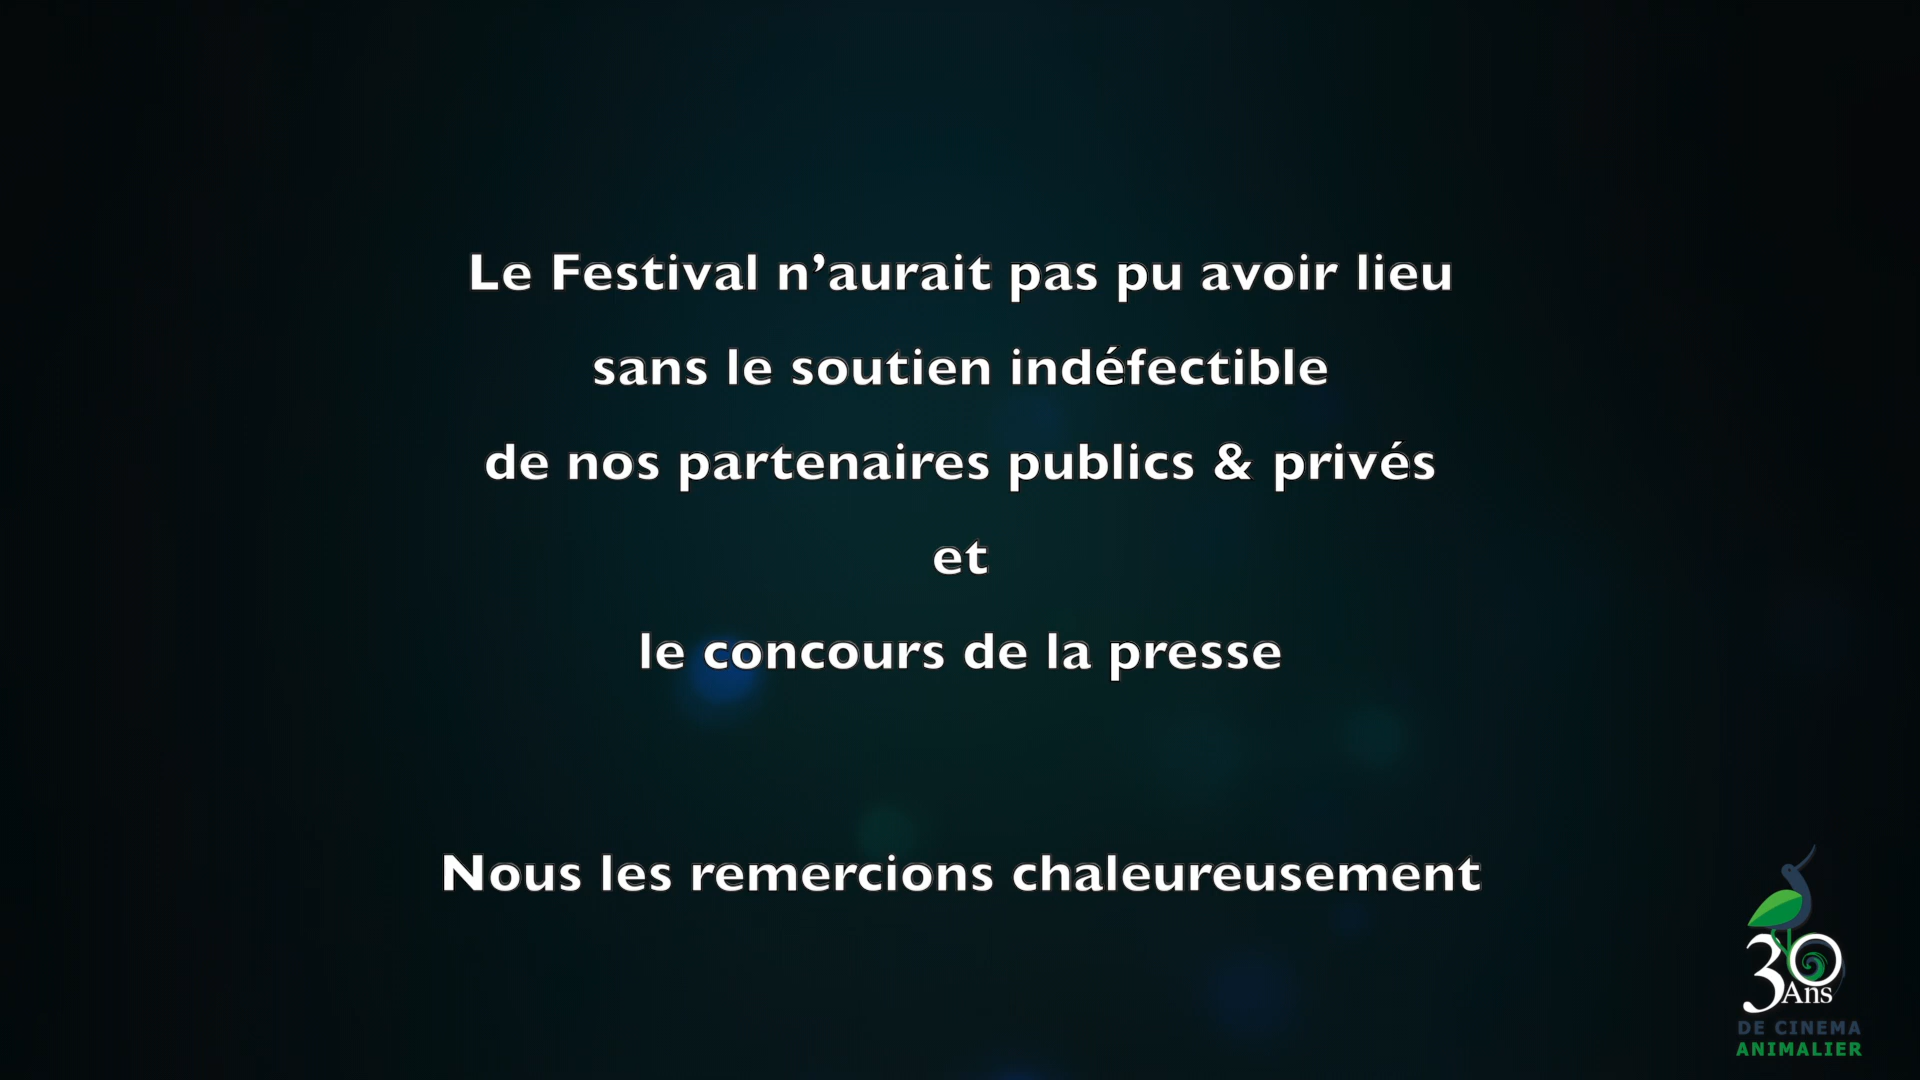 Le Festival n’aurait pas pu avoir lieu
sans le soutien indéfectible
de nos partenaires publics & privés
et
le concours de la presse
Nous les remercions chaleureusement
30
Ans
DE CINEMA
ANIMALIER